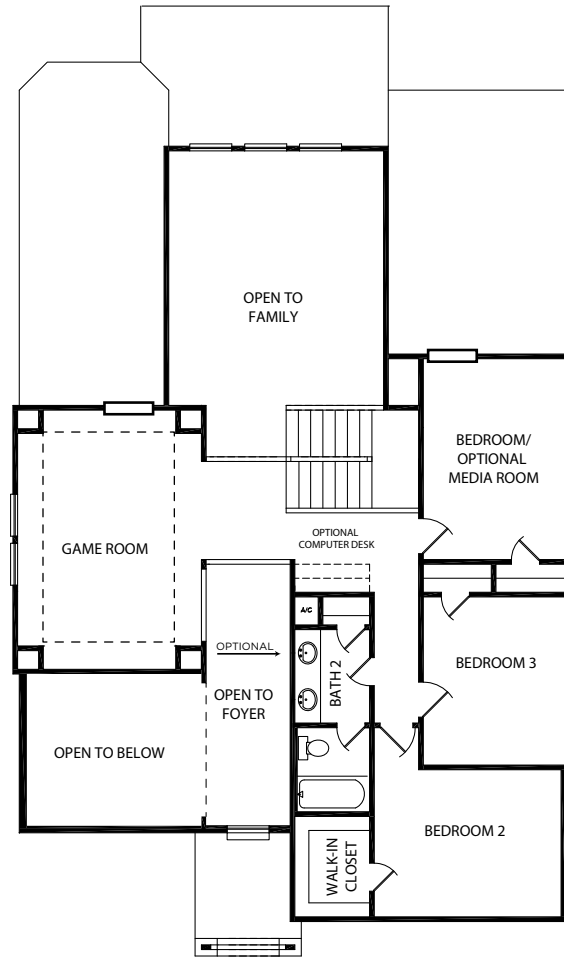 OPEN TO
FAMILY
BEDROOM/
OPTIONAL
MEDIA ROOM
OPTIONAL
COMPUTER DESK
GAME ROOM
A/C
OPTIONAL
BATH 2
BEDROOM 3
OPEN TO
FOYER
OPEN TO BELOW
BEDROOM 2
WALK-IN
CLOSET